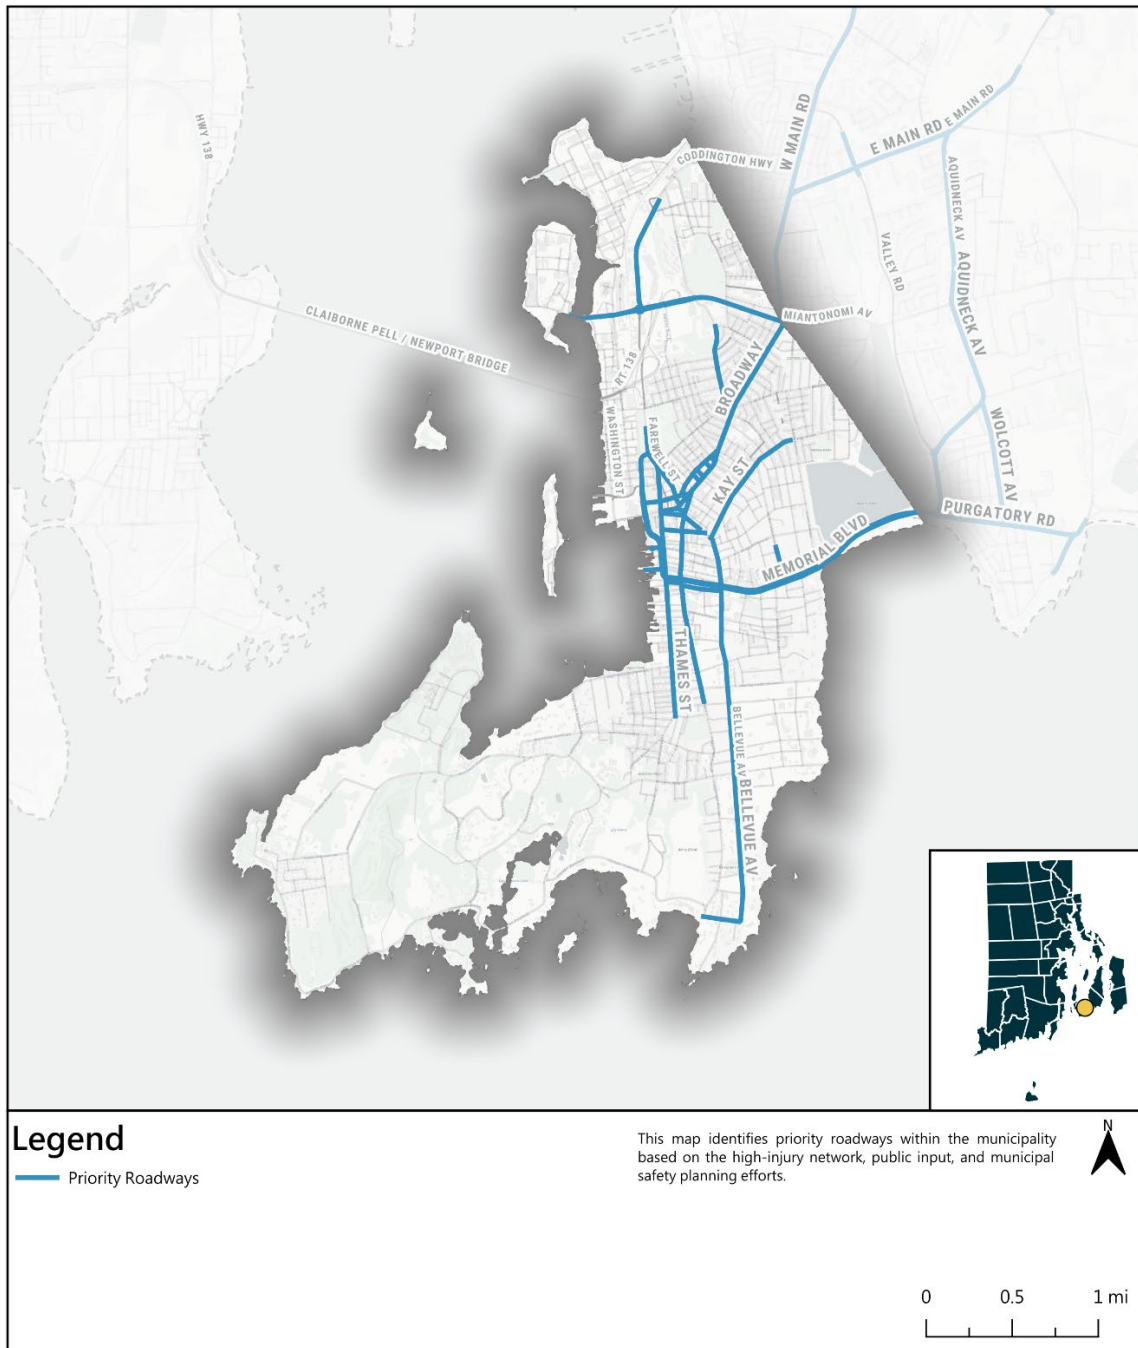 HWY 138
W MAIN RD
E MAIN RD
E MAIN RD
CODDINGTON HWY
AQUIDNECK AV
AQUIDNECK AV
VALLEY RD
CLAIBORNE PELL / NEWPORT BRIDGE
MIANTONOMI AV
RT 138
BROADWAY
WASHINGTON ST
FAREWELL ST
KAY ST
WOLCOTT AV
PURGATORY RD
MEMORIAL BLVD
THAMES ST
BELLEVUE AV
BELLEVUE AV
Legend
Priority Roadways
This map identifies priority roadways within the municipality
based on the high-injury network, public input, and municipal
safety planning efforts.
N
0 0.5 1 mi